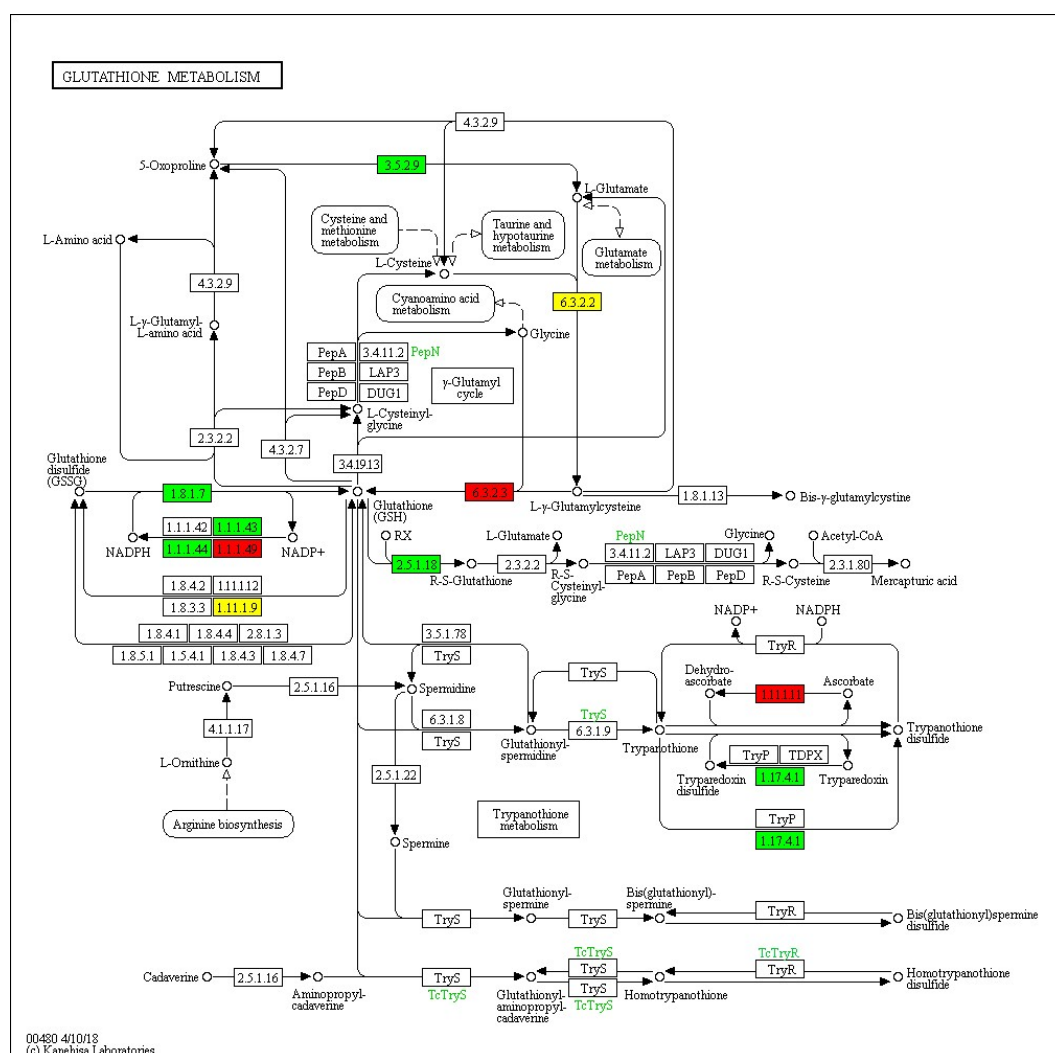 GLUTATHIONE METABOLISM
4.3.2.9
5-Oxoproline
3.5.2.9
L-Glutamate
Cysteine and
methionine
metabolism
Taurine and
hypotaurine
metabolism
Glutamate
metabolism
L-Amino acid
L-Cysteine
4.3.2.9
Cyanoamino acid
metabolism
6.3.2.2
L-γ-Glutamyl-
L-amino acid
Glycine
PepA
3.4.11.2
PepN
PepB
LAP3
PepD
DUG1
γ-Glutamyl
cycle
L-Cysteinyl-
glycine
2.3.2.2
4.3.2.7
3.4.19.13
Glutathione
disulfide
(GSSG)
1.8.1.7
Glutathione
(GSH)
6.3.2.3
L-γ-Glutamylcysteine
1.8.1.13
Bis-γ-glutamylcystine
1.1.1.42
1.1.1.43
NADPH
1.1.1.44
1.1.1.49
NADP+
RX
2.5.1.18
R-S-Glutathione
L-Glutamate
2.3.2.2
R-S-
Cysteinyl-
glycine
PepN
3.4.11.2
LAP3
DUG1
PepA
PepB
PepD
Glycine
R-S-Cysteine
Acetyl-CoA
2.3.1.80
Mercapturic acid
1.8.4.2
1.11.1.12
1.8.3.3
1.11.1.9
1.8.4.1
1.8.4.4
2.8.1.3
1.8.5.1
1.5.4.1
1.8.4.3
1.8.4.7
3.5.1.78
TryS
NADP+
NADPH
TryR
Putrescine
2.5.1.16
Spermidine
TryS
Dehydro-
ascorbate
1.11.1.11
Ascorbate
4.1.1.17
6.3.1.8
TryS
Glutathionyl-
spermidine
TryS
6.3.1.9
Trypanothione
Trypanothione
disulfide
L-Ornithine
2.5.1.22
TryP
TDPX
Tryparedoxin
disulfide
1.17.4.1
Tryparedoxin
Arginine biosynthesis
Trypanothione
metabolism
TryP
1.17.4.1
Spermine
TryS
Glutathionyl-
spermine
TryS
Bis(glutathionyl)-
spermine
TryR
Bis(glutathionyl)spermine
disulfide
Cadaverine
2.5.1.16
Aminopropyl-
cadaverine
TryS
TcTryS
Glutathionyl-
aminopropyl-
cadaverine
TcTryS
TryS
TryS
TcTryS
Homotrypanothione
TcTryR
TryR
Homotrypanothione
disulfide
00480 4/10/18
(c) Kanehisa Laboratories